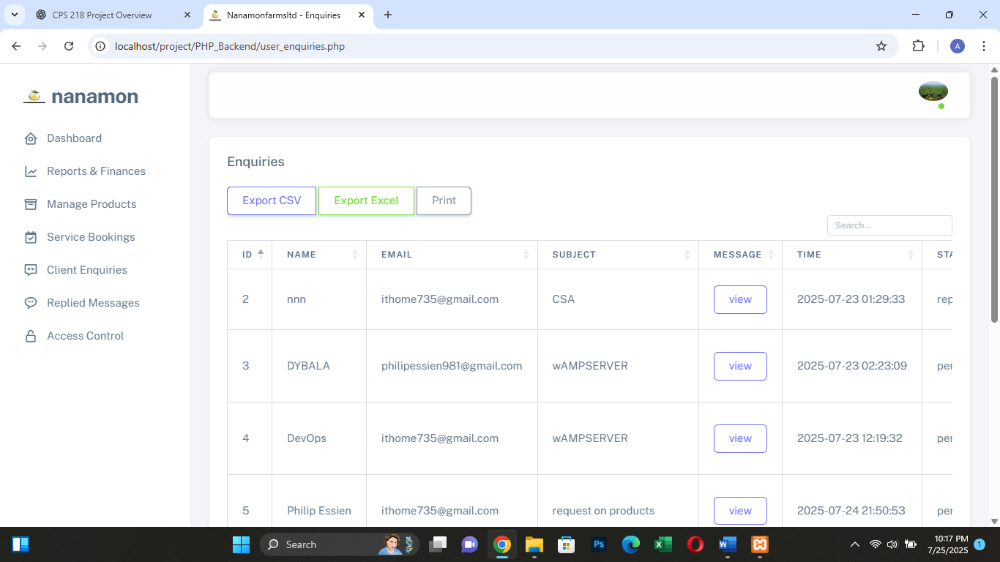 CPS 218 Project Overview
Nanamonfarmsltd - Enquiries
localhost/project/PHP_Backend/user_enquiries.php
A
nanamon
Dashboard
Reports & Finances
Manage Products
Service Bookings
Client Enquiries
Replied Messages
Access Control
Enquiries
Export CSV Export Excel Print
Search...
ID NAME EMAIL SUBJECT MESSAGE TIME STA
2 nnn ithome735@gmail.com CSA view 2025-07-23 01:29:33 rep
3 DYBALA philipessien981@gmail.com wAMPSERVER view 2025-07-23 02:23:09 per
4 DevOps ithome735@gmail.com wAMPSERVER view 2025-07-23 12:19:32 per
5 Philip Essien ithome735@gmail.com request on products view 2025-07-24 21:50:53 per
Search
Ps
10:17 PM
7/25/2025
1